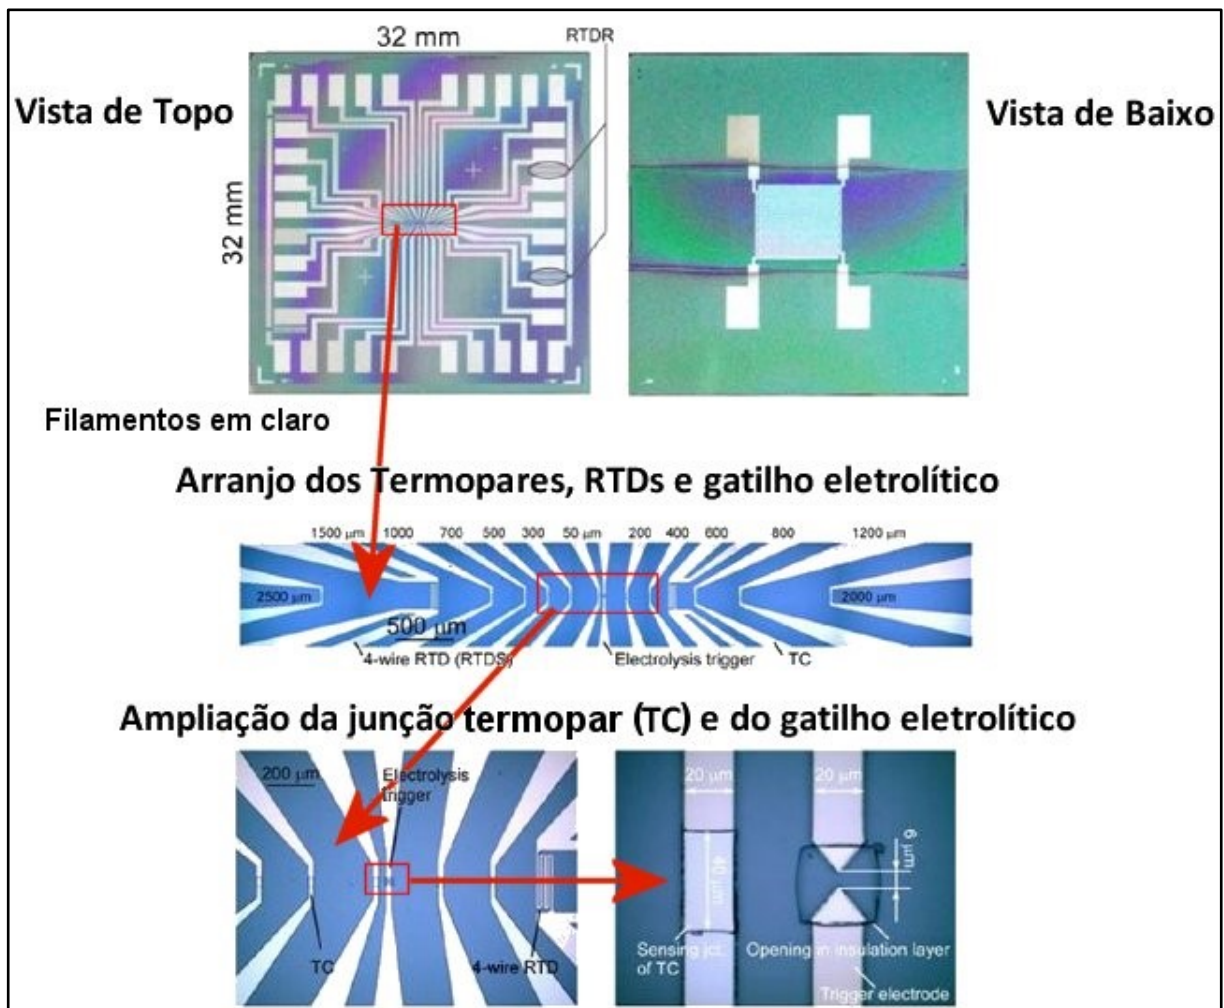 32 mm
RTDR
Vista de Topo
Vista de Baixo
32 mm
Filamentos em claro
Arranjo dos Termopares, RTDs e gatilho eletrolítico
1500 µm 1000 700 500 300 50 µm 200 400 600 800 1200 µm
2500 µm
2000 µm
500 µm
4-wire RTD (RTDS)
Electrolysis trigger
TC
Ampliação da junção termopar (TC) e do gatilho eletrolítico
200 µm
Electrolysis
trigger
TC
4-wire RTD
20 µm
20 µm
6 µm
40 µm
Sensing jct.
of TC
Opening in insulation layer
Trigger electrode